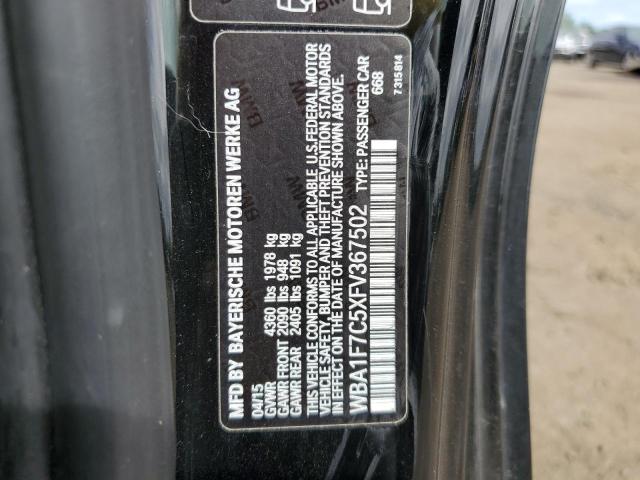 MFD BY BAYERISCHE MOTOREN WERKE AG
04/15
GVWR 4360 lbs 1978 kg
GAWR FRONT 2090 lbs 948 kg
GAWR REAR 2405 lbs 1091 kg
THIS VEHICLE CONFORMS TO ALL APPLICABLE U.S.FEDERAL MOTOR
VEHICLE SAFETY, BUMPER AND THEFT PREVENTION STANDARDS
IN EFFECT ON THE DATE OF MANUFACTURE SHOWN ABOVE.
WBA1F7C5XFV367502 TYPE: PASSENGER CAR
668
7315814